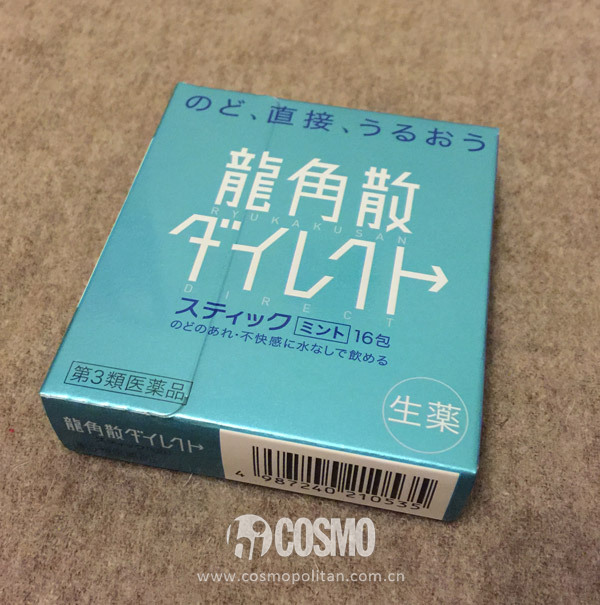 のど、直接、うるおう
龍角散
RYUKAKUSAN
ダイレクト
DIRECT
スティック ミント 16包
のどのあれ・不快感に水なしで飲める
第3類医薬品
生薬
龍角散ダイレクト
4 987240 210535
COSMO
www.cosmopolitan.com.cn